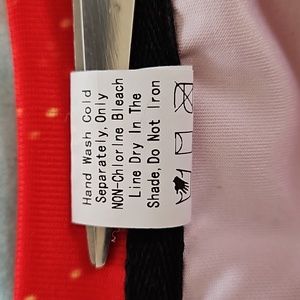 Hand Wash Cold
Separately,Only
NON-Chlorine Bleach
Line Dry In The
Shade,Do Not Iron